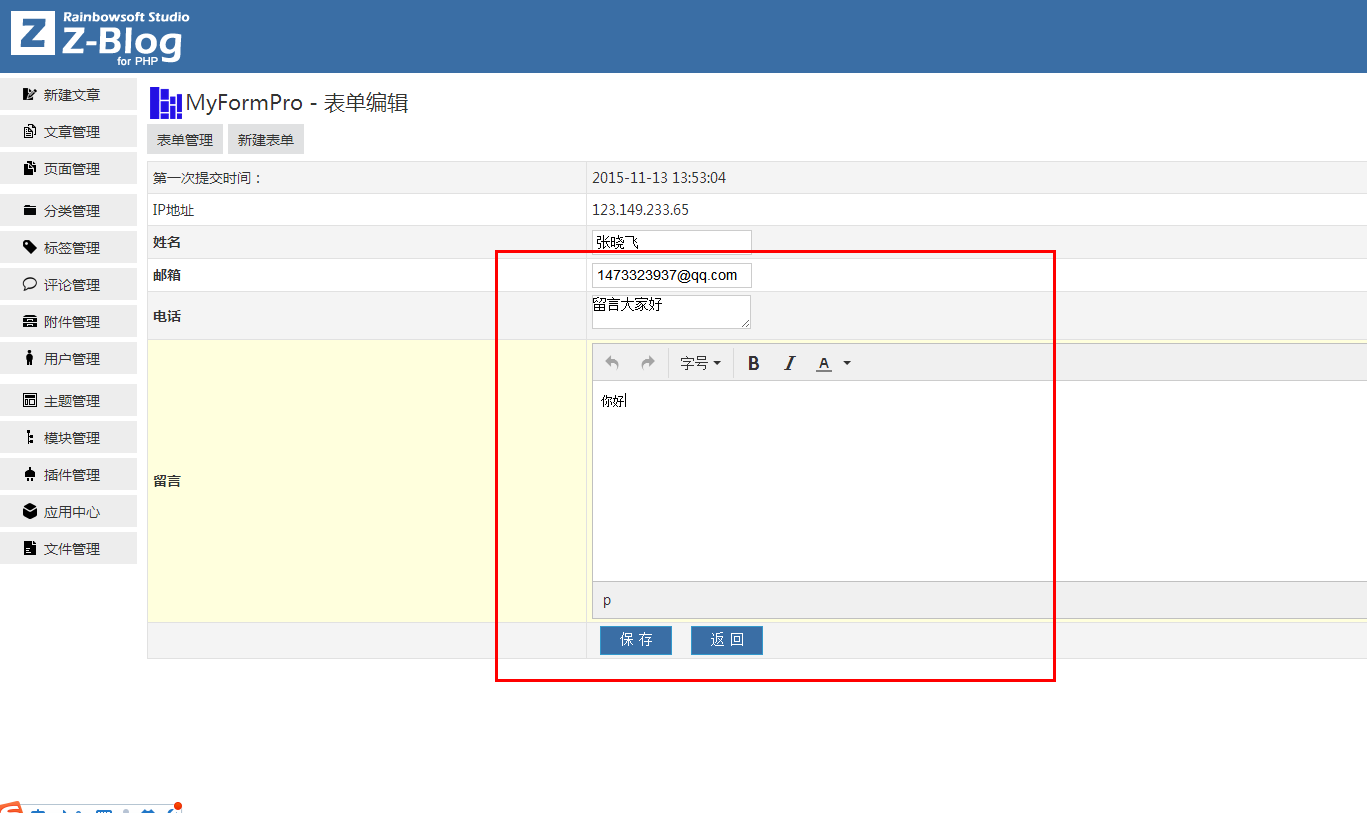 Rainbowsoft Studio
Z-Blog
for PHP
新建文章
文章管理
页面管理
分类管理
标签管理
评论管理
附件管理
用户管理
主题管理
模块管理
插件管理
应用中心
文件管理
MyFormPro - 表单编辑
表单管理 新建表单
第一次提交时间： 2015-11-13 13:53:04
IP地址 123.149.233.65
姓名 张晓飞
邮箱 1473323937@qq.com
电话 留言大家好
字号 B I A
留言 你好
p
保 存 返 回